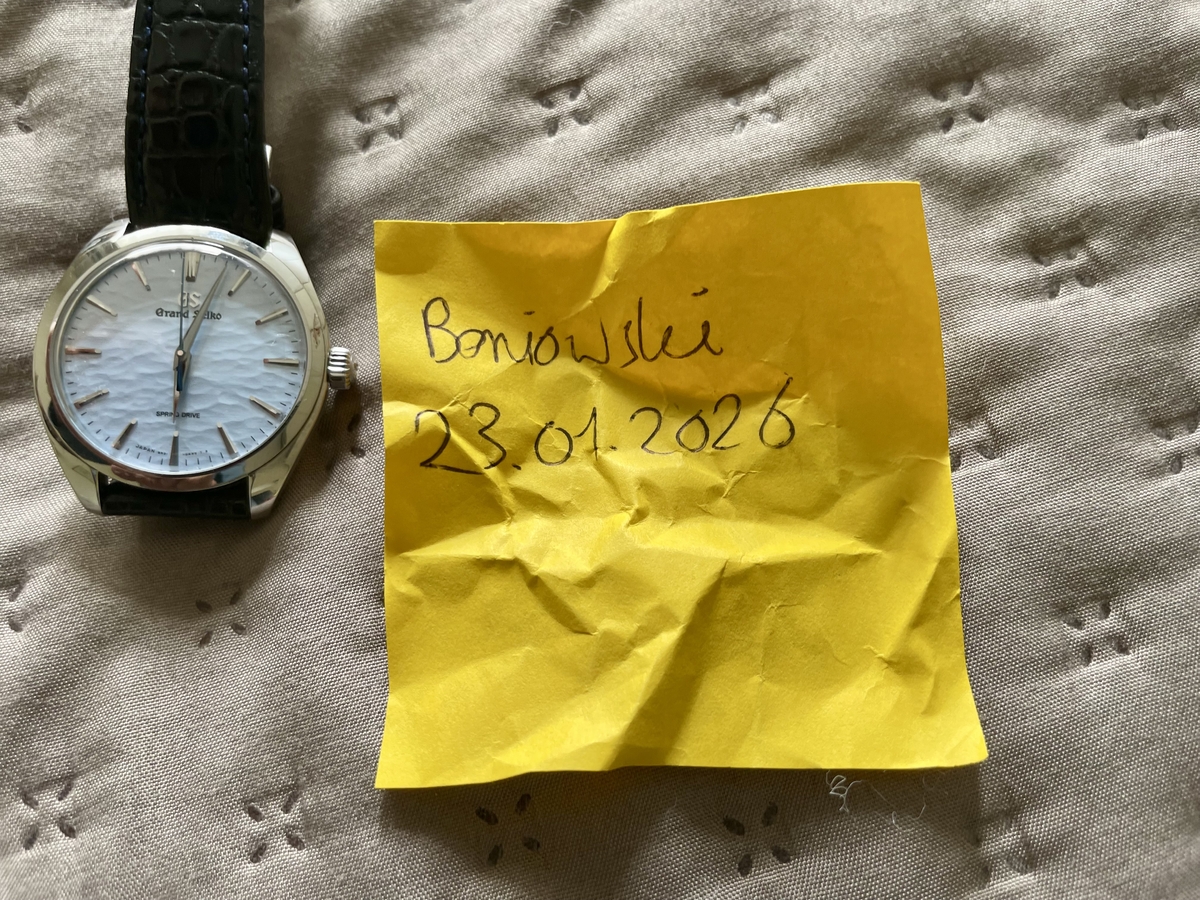 GS
Grand Seiko
SPRING DRIVE
Boniowski
23.01.2026